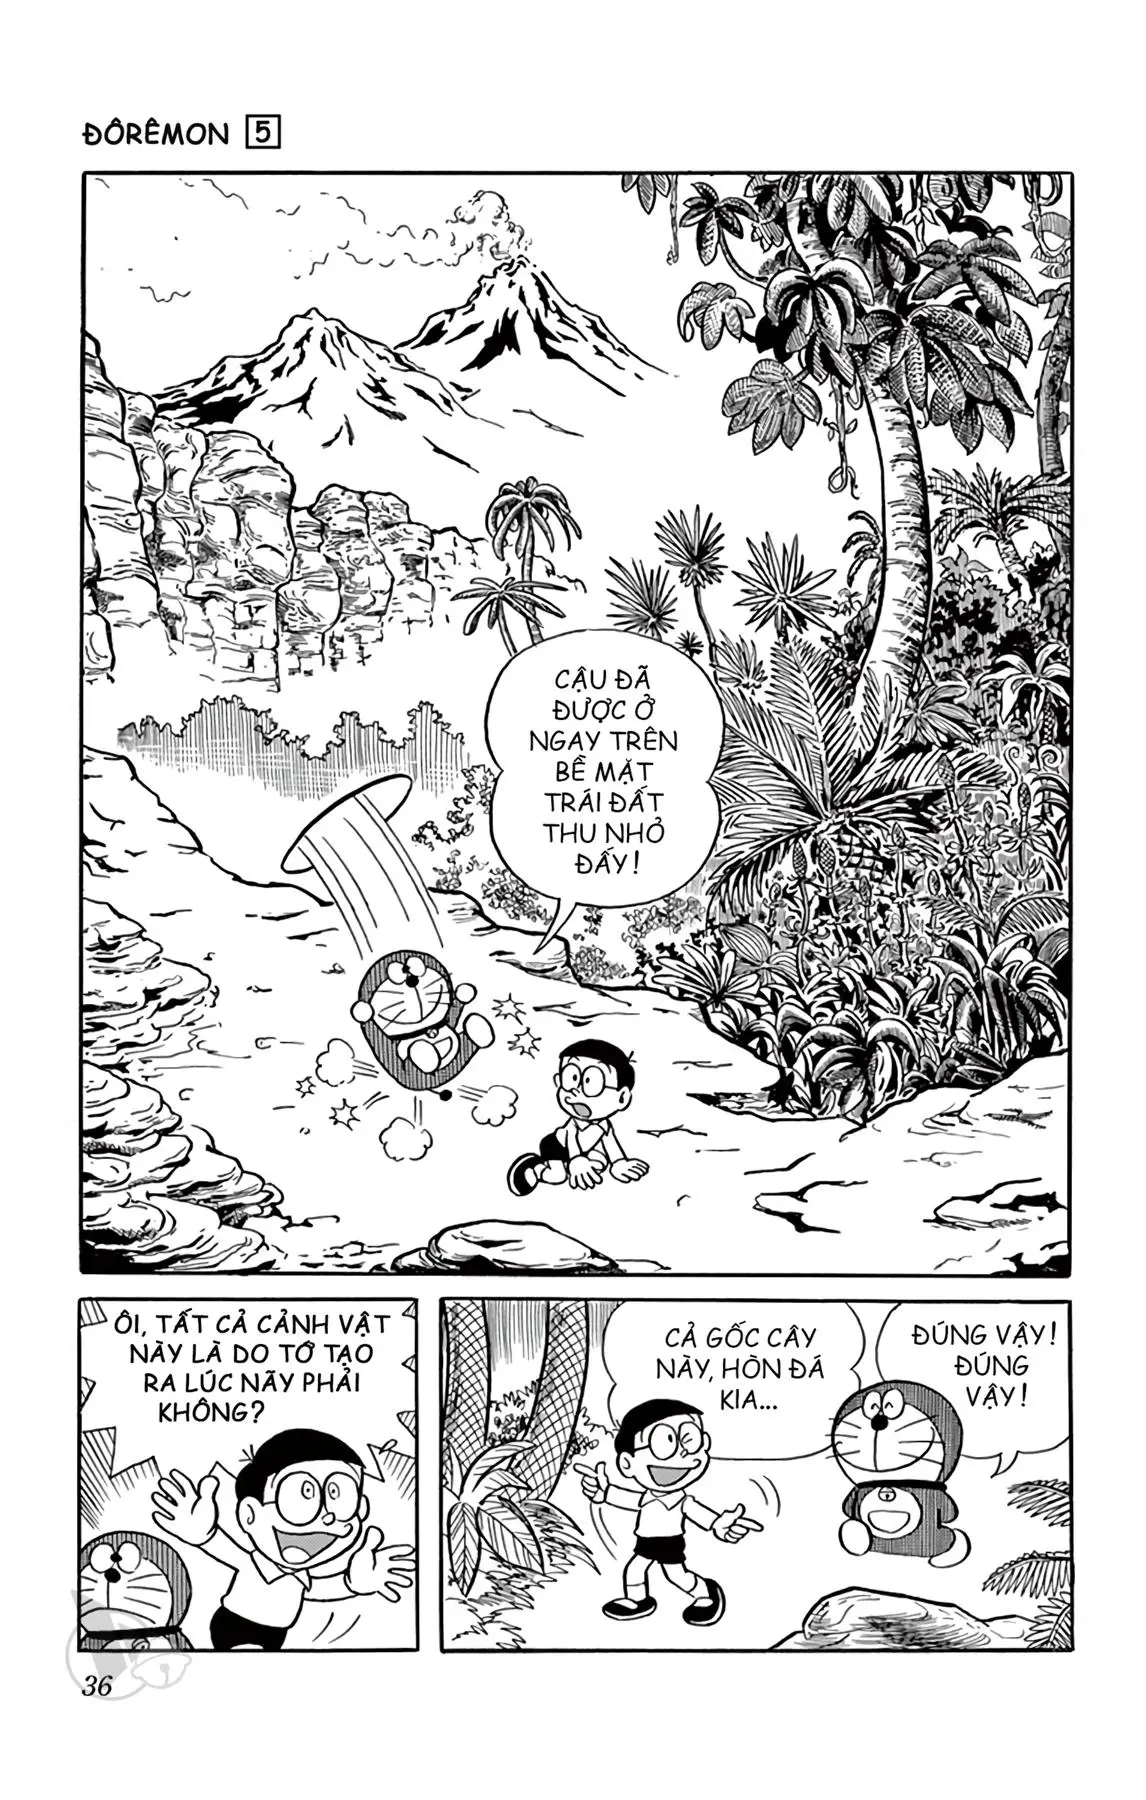 ĐÔRÊMON 5
CẬU ĐÃ
ĐƯỢC Ở
NGAY TRÊN
BỀ MẶT
TRÁI ĐẤT
THU NHỎ
ĐẤY!
ÔI, TẤT CẢ CẢNH VẬT
NÀY LÀ DO TỚ TẠO
RA LÚC NÃY PHẢI
KHÔNG?
CẢ GỐC CÂY
NÀY, HÒN ĐÁ
KIA...
ĐÚNG VẬY!
ĐÚNG
VẬY!
36